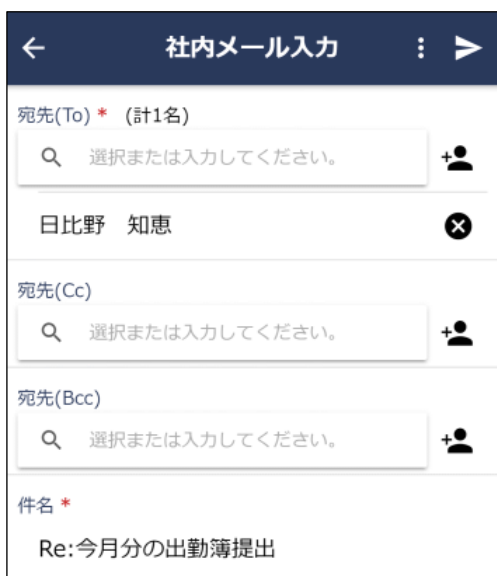 社内メール入力
宛先(To) * (計1名)
選択または入力してください。
日比野　知恵
宛先(Cc)
選択または入力してください。
宛先(Bcc)
選択または入力してください。
件名 *
Re:今月分の出勤簿提出